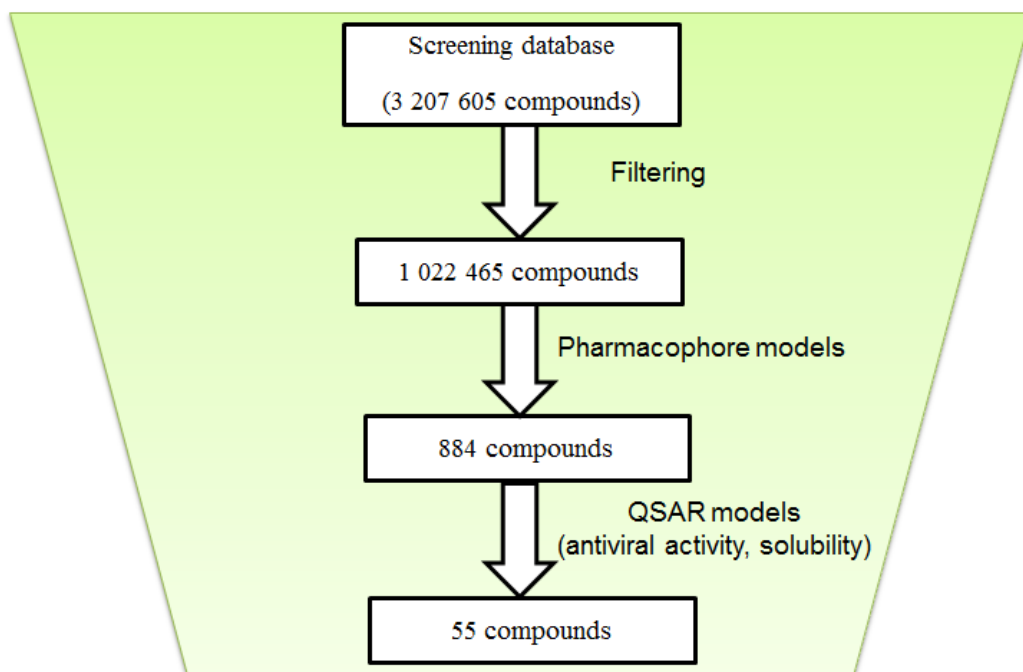 Screening database
(3 207 605 compounds)
Filtering
1 022 465 compounds
Pharmacophore models
884 compounds
QSAR models
(antiviral activity, solubility)
55 compounds